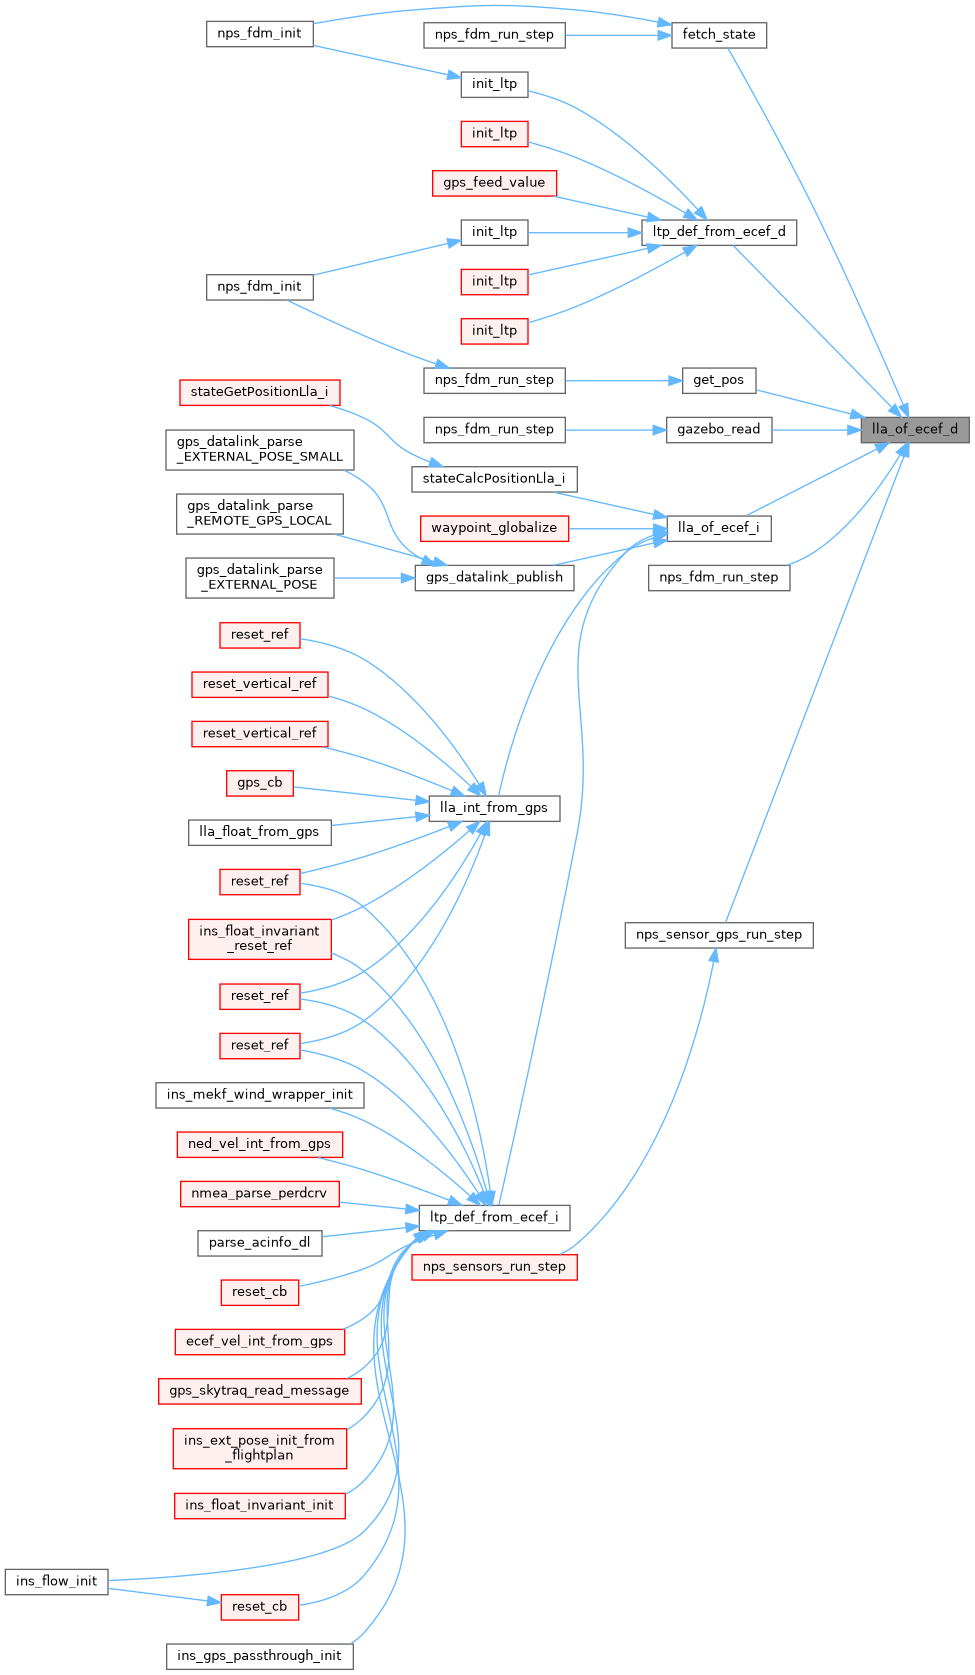 nps_fdm_init
nps_fdm_run_step
fetch_state
init_ltp
init_ltp
gps_feed_value
init_ltp
ltp_def_from_ecef_d
init_ltp
nps_fdm_init
init_ltp
nps_fdm_run_step
get_pos
stateGetPositionLla_i
nps_fdm_run_step
gazebo_read
lla_of_ecef_d
gps_datalink_parse
_EXTERNAL_POSE_SMALL
stateCalcPositionLla_i
gps_datalink_parse
_REMOTE_GPS_LOCAL
waypoint_globalize
lla_of_ecef_i
gps_datalink_parse
_EXTERNAL_POSE
gps_datalink_publish
nps_fdm_run_step
reset_ref
reset_vertical_ref
reset_vertical_ref
gps_cb
lla_int_from_gps
lla_float_from_gps
reset_ref
ins_float_invariant
_reset_ref
nps_sensor_gps_run_step
reset_ref
reset_ref
ins_mekf_wind_wrapper_init
ned_vel_int_from_gps
nmea_parse_perdcrv
ltp_def_from_ecef_i
parse_acinfo_dl
nps_sensors_run_step
reset_cb
ecef_vel_int_from_gps
gps_skytraq_read_message
ins_ext_pose_init_from
_flightplan
ins_float_invariant_init
ins_flow_init
reset_cb
ins_gps_passthrough_init